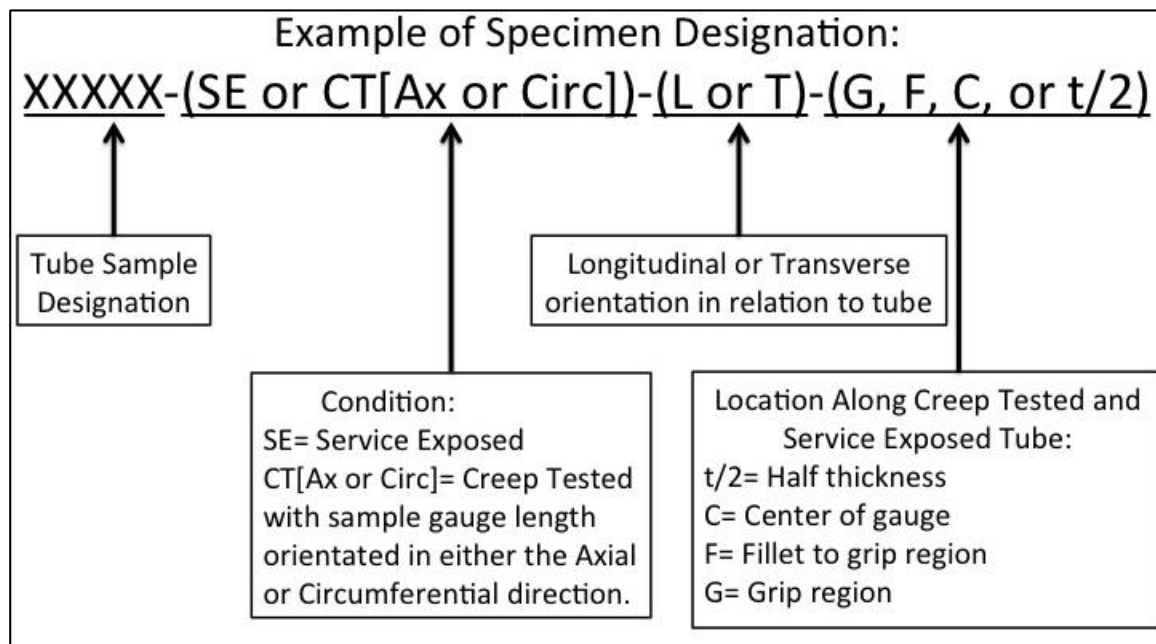 Example of Specimen Designation:
XXXXX-(SE or CT[Ax or Circ])-(L or T)-(G, F, C, or t/2)
Tube Sample
Designation
Longitudinal or Transverse
orientation in relation to tube
Condition:
SE= Service Exposed
CT[Ax or Circ]= Creep Tested
with sample gauge length
orientated in either the Axial
or Circumferential direction.
Location Along Creep Tested and
Service Exposed Tube:
t/2= Half thickness
C= Center of gauge
F= Fillet to grip region
G= Grip region